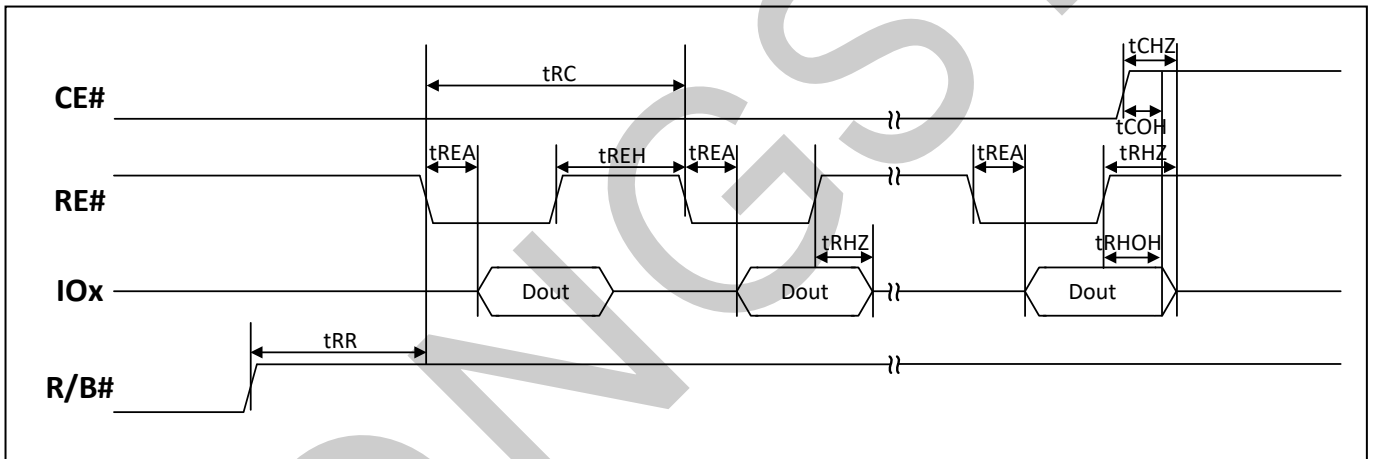 tCHZ
tRC
CE#
tCOH
tREA tREH tREA tREA tRHZ
RE#
tRHZ tRHOH
IOx Dout Dout Dout
tRR
R/B#